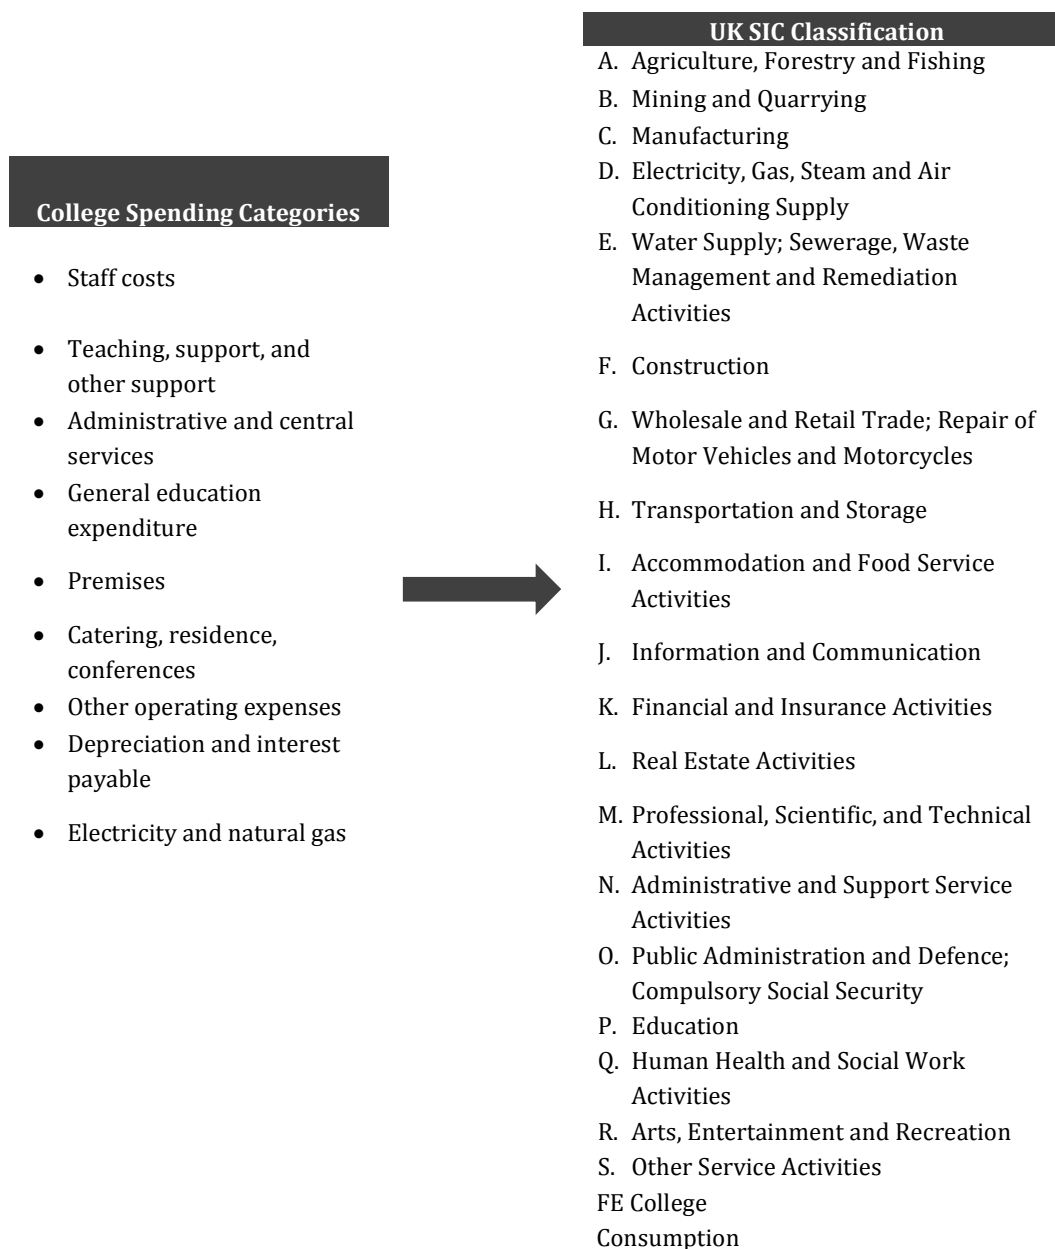 College Spending Categories
• Staff costs
• Teaching, support, and
other support
• Administrative and central
services
• General education
expenditure
• Premises
• Catering, residence,
conferences
• Other operating expenses
• Depreciation and interest
payable
• Electricity and natural gas
UK SIC Classification
A. Agriculture, Forestry and Fishing
B. Mining and Quarrying
C. Manufacturing
D. Electricity, Gas, Steam and Air
Conditioning Supply
E. Water Supply; Sewerage, Waste
Management and Remediation
Activities
F. Construction
G. Wholesale and Retail Trade; Repair of
Motor Vehicles and Motorcycles
H. Transportation and Storage
I. Accommodation and Food Service
Activities
J. Information and Communication
K. Financial and Insurance Activities
L. Real Estate Activities
M. Professional, Scientific, and Technical
Activities
N. Administrative and Support Service
Activities
O. Public Administration and Defence;
Compulsory Social Security
P. Education
Q. Human Health and Social Work
Activities
R. Arts, Entertainment and Recreation
S. Other Service Activities
FE College
Consumption